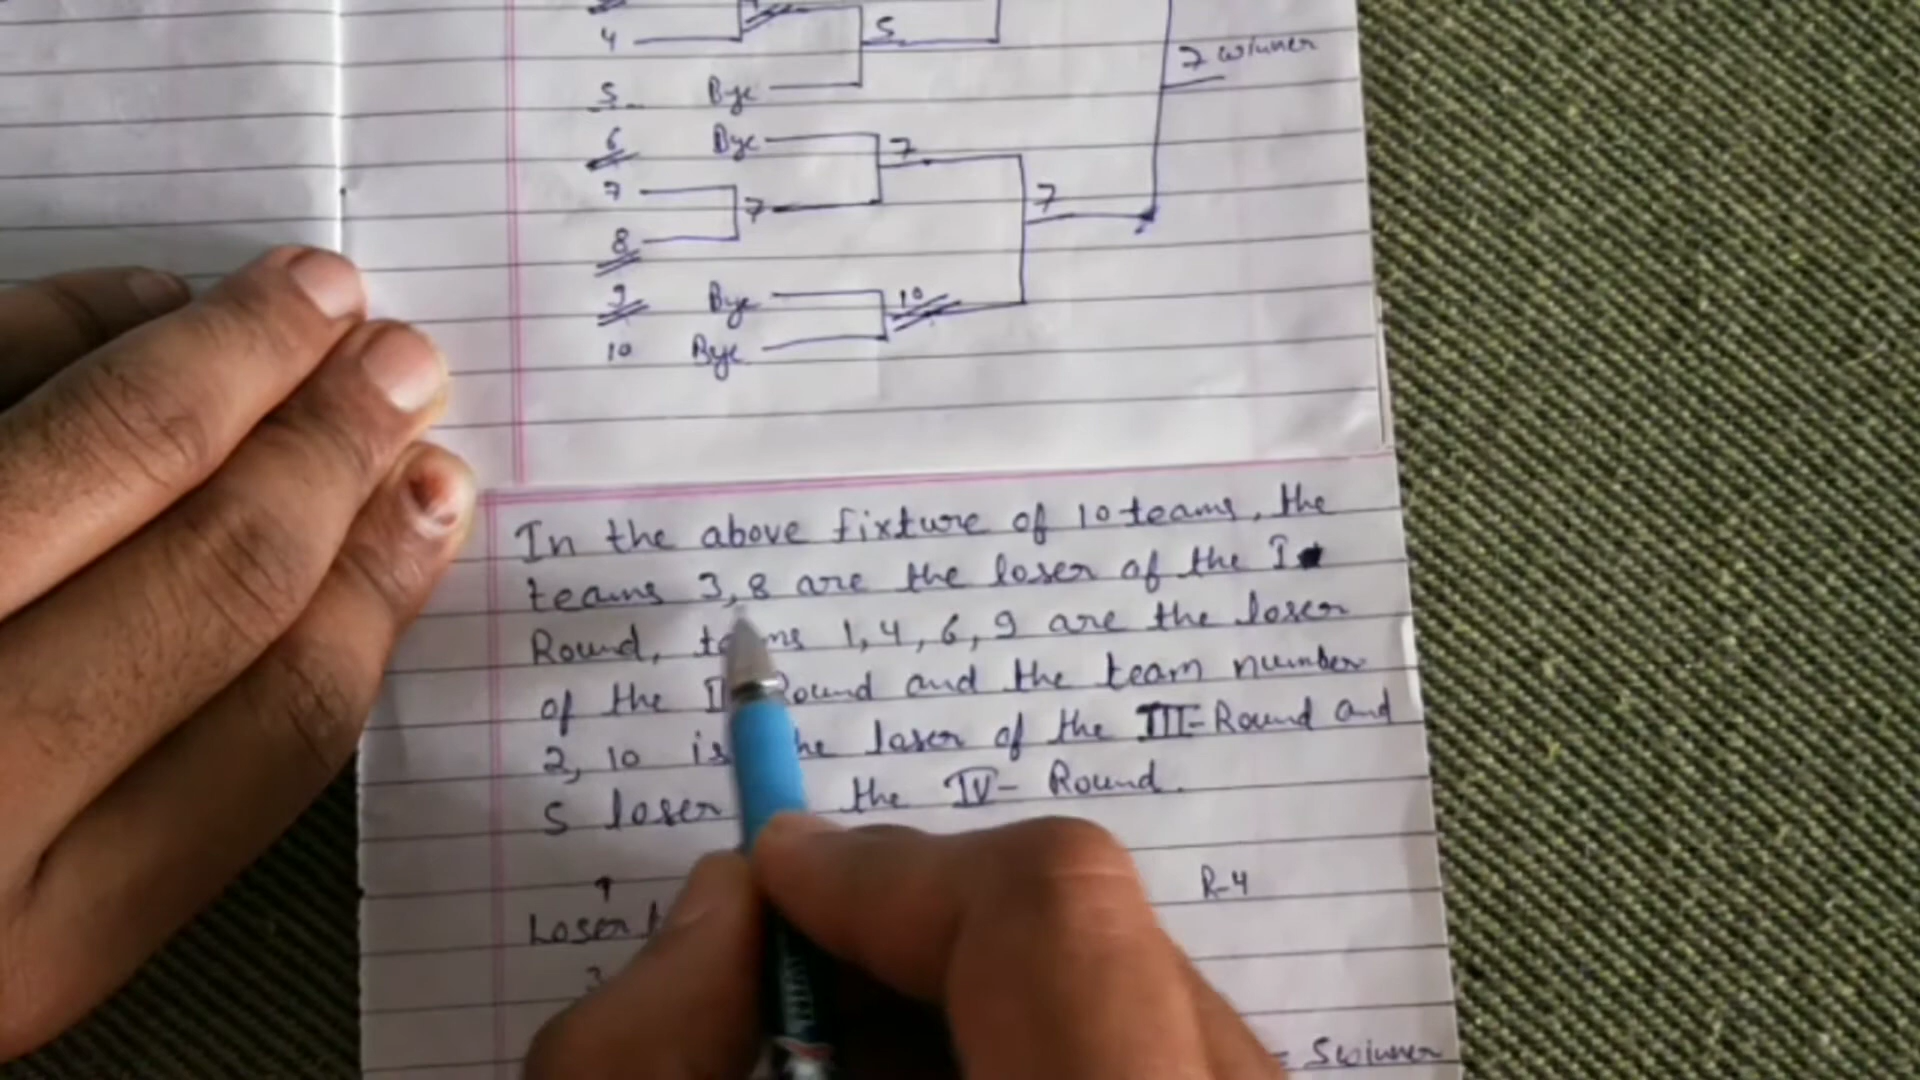 4
5
7 winner
5 Bye
6 Bye
7
7
7
7
8
9 Bye
10
10 Bye
In the above fixture of 10 teams, the
teams 3, 8 are the loser of the I
Round, 1, 4, 6, 9 are the loser
of the Round and the team number
2, 10 is the loser of the III-Round and
5 loser the IV- Round.
R-4
Loser
= 5 winner